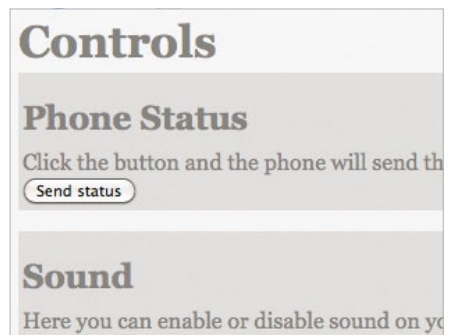 Controls
Phone Status
Click the button and the phone will send
Send status
Sound
Here you can enable or disable sound on